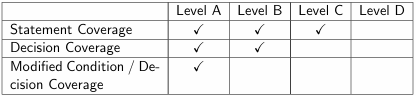 Level A Level B Level C Level D
Statement Coverage ✓ ✓ ✓
Decision Coverage ✓ ✓
Modified Condition / De- ✓
cision Coverage